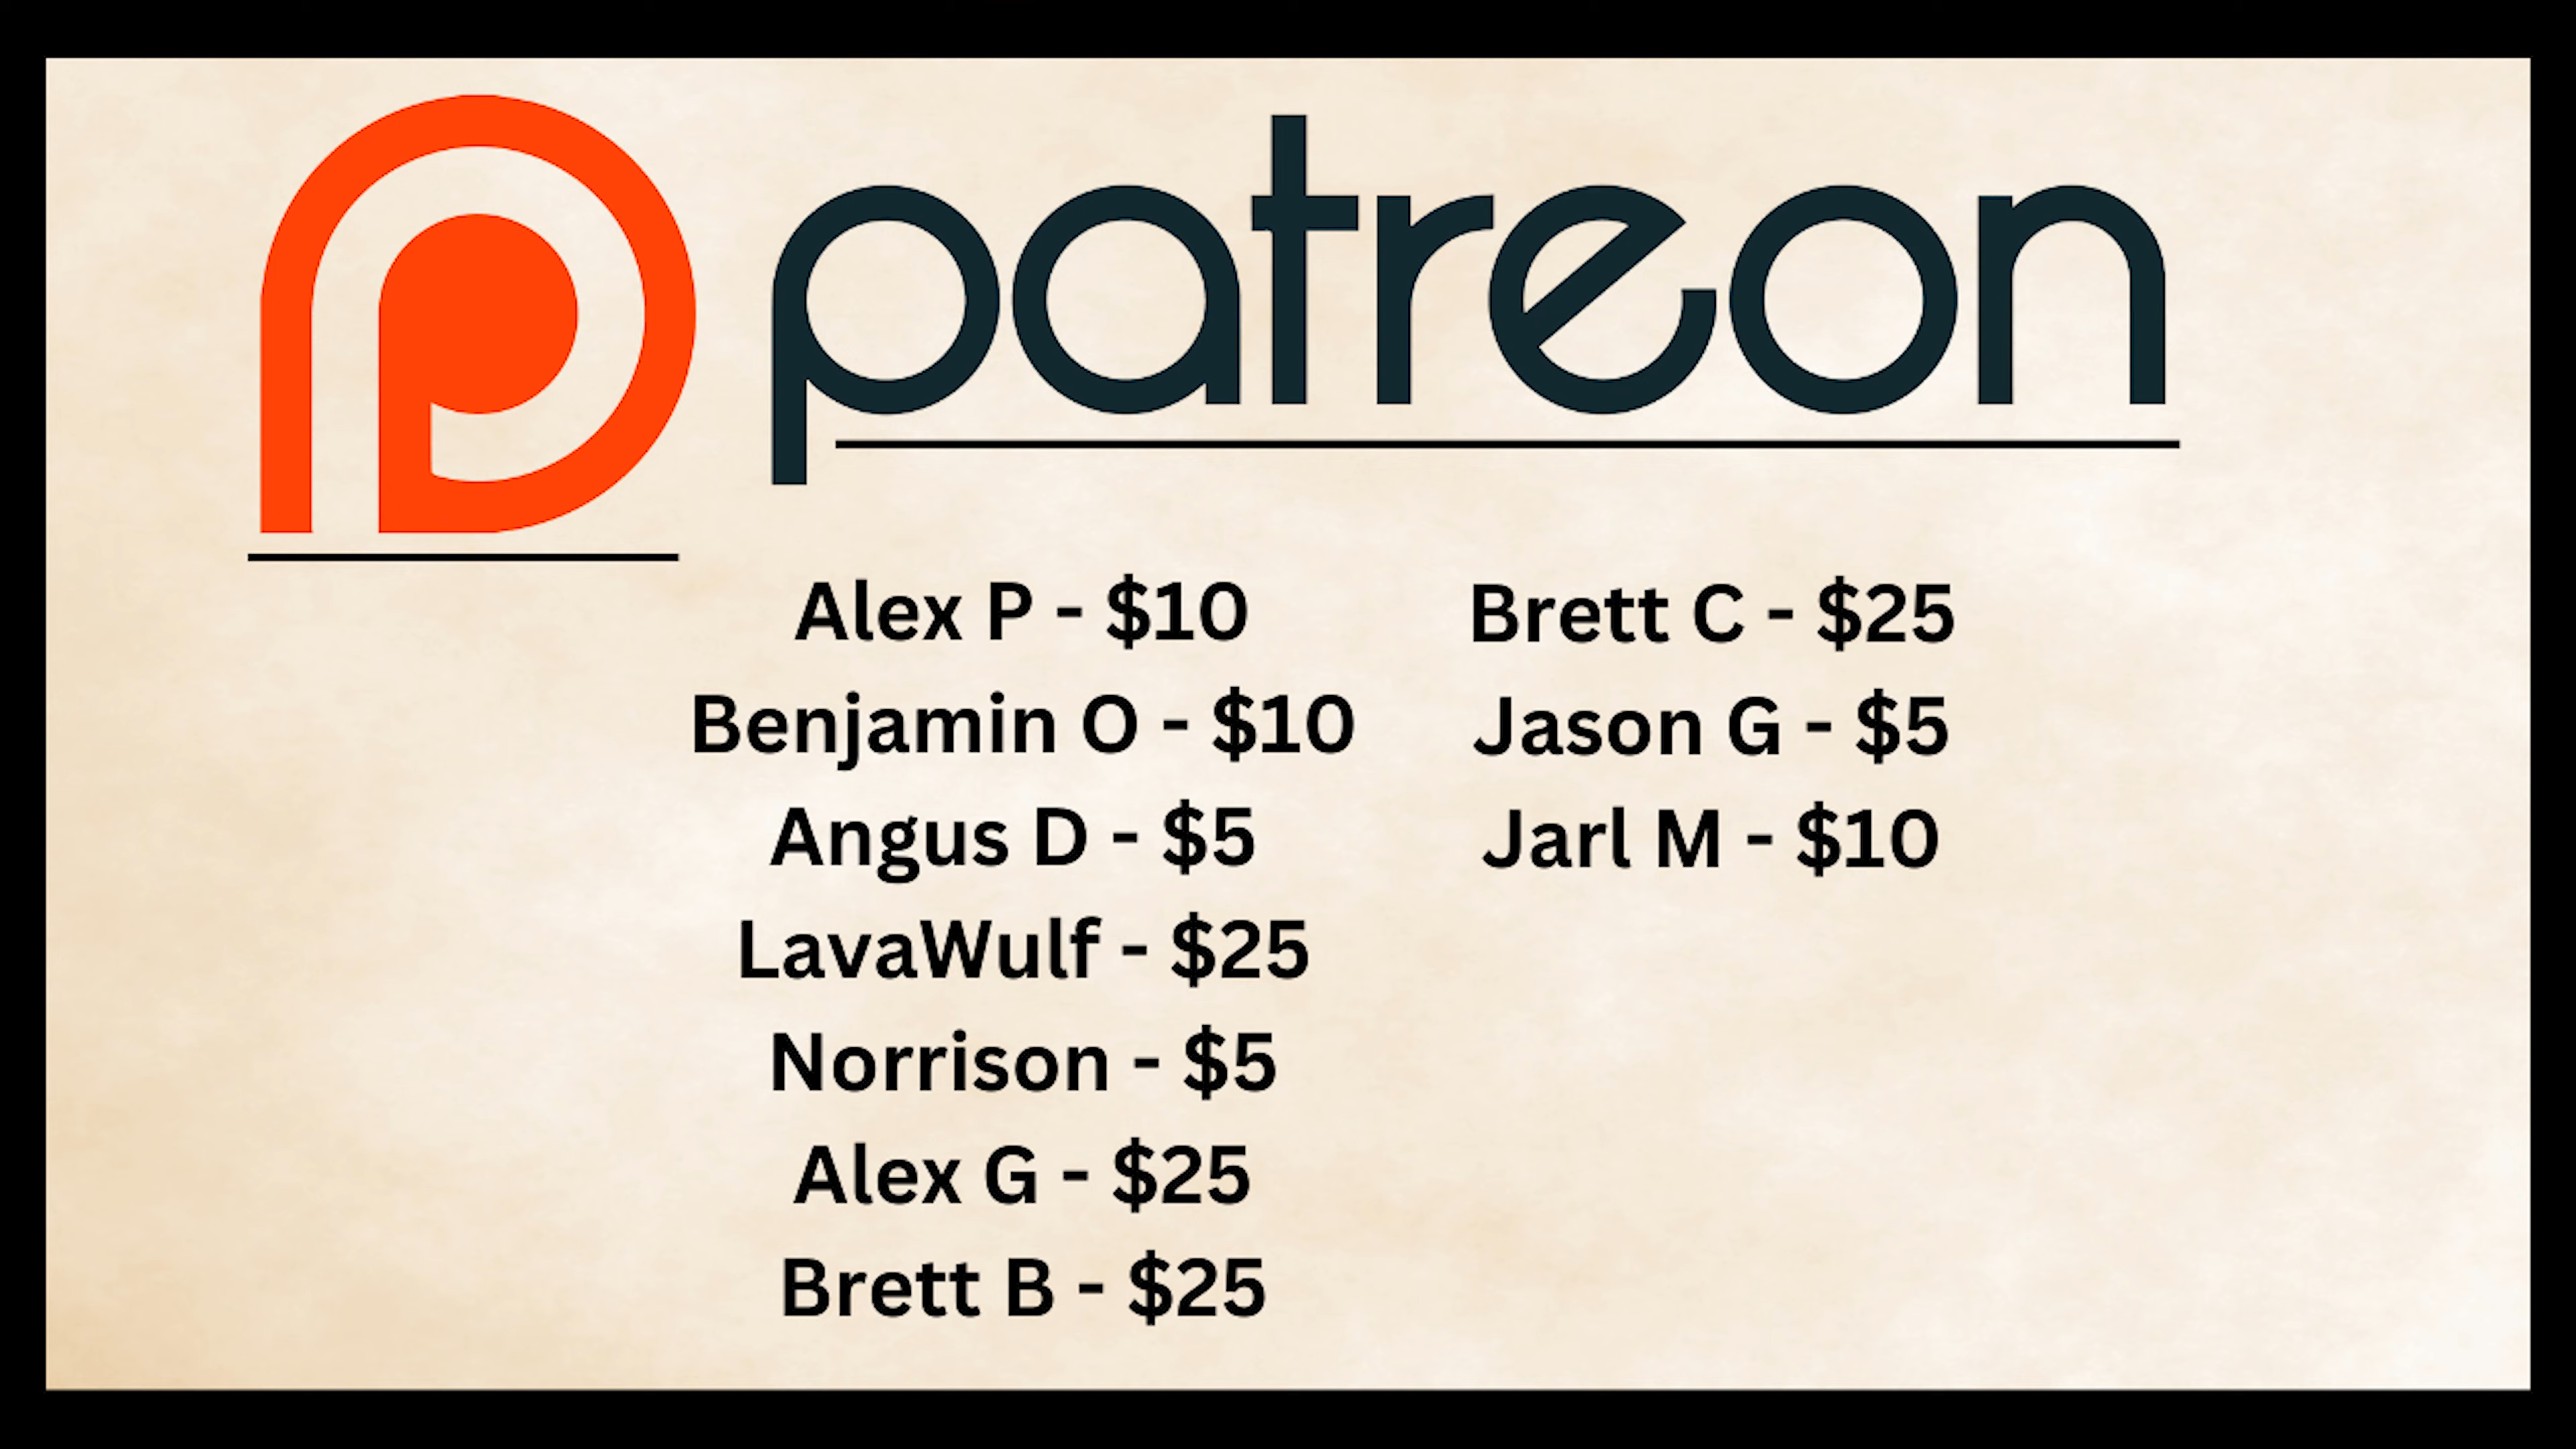 patreon
Alex P - $10
Benjamin O - $10
Angus D - $5
LavaWulf - $25
Norrison - $5
Alex G - $25
Brett B - $25
Brett C - $25
Jason G - $5
Jarl M - $10